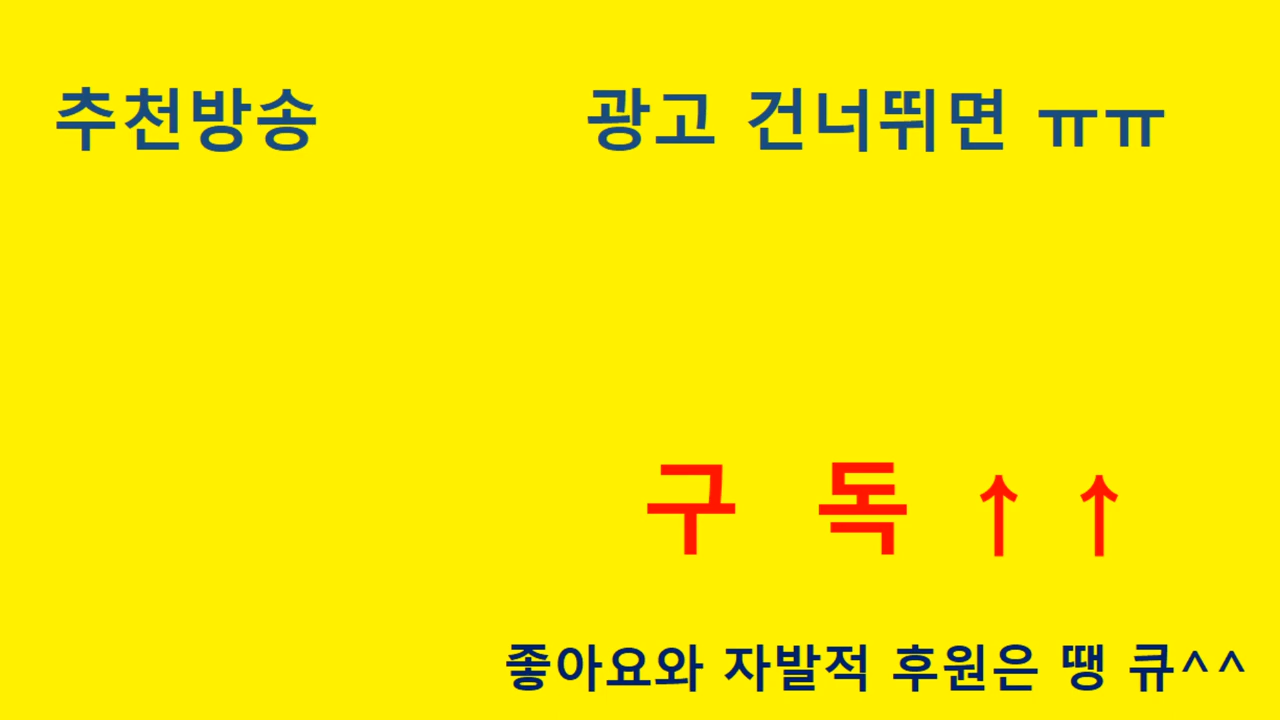 추천방송
광고 건너뛰면 ㅠㅠ
구 독 ↑ ↑
좋아요와 자발적 후원은 땡 큐^^